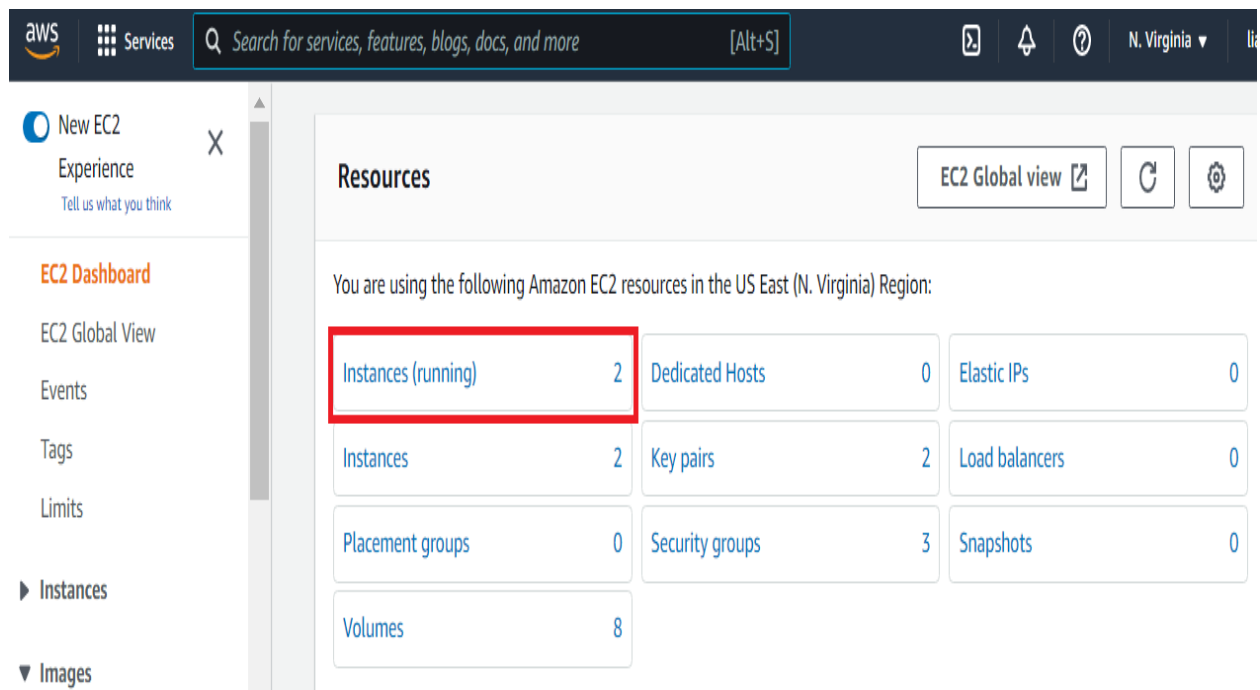 aws
Services
Search for services, features, blogs, docs, and more [Alt+S]
N. Virginia ▼
New EC2
Experience
Tell us what you think
EC2 Dashboard
EC2 Global View
Events
Tags
Limits
Instances
Images
Resources
EC2 Global view
You are using the following Amazon EC2 resources in the US East (N. Virginia) Region:
Instances (running) 2 Dedicated Hosts 0 Elastic IPs 0
Instances 2 Key pairs 2 Load balancers 0
Placement groups 0 Security groups 3 Snapshots 0
Volumes 8